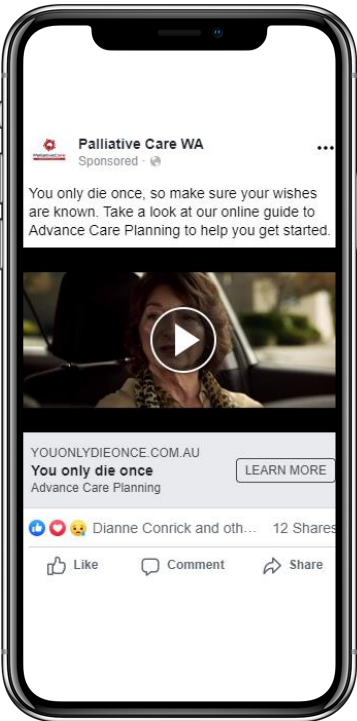 Palliative Care WA
Sponsored ·
You only die once, so make sure your wishes
are known. Take a look at our online guide to
Advance Care Planning to help you get started.
YOUONLYDIEONCE.COM.AU
You only die once
LEARN MORE
Advance Care Planning
Dianne Conrick and oth... 12 Shares
Like Comment Share